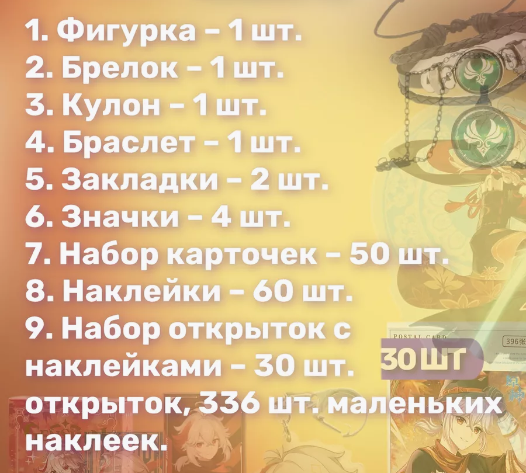 1. Фигурка – 1 шт.
2. Брелок – 1 шт.
3. Кулон – 1 шт.
4. Браслет – 1 шт.
5. Закладки – 2 шт.
6. Значки – 4 шт.
7. Набор карточек – 50 шт.
8. Наклейки – 60 шт.
9. Набор открыток с
наклейками – 30 шт.
открыток, 336 шт. маленьких
наклеек.
POSTAL CARD
30 ШТ